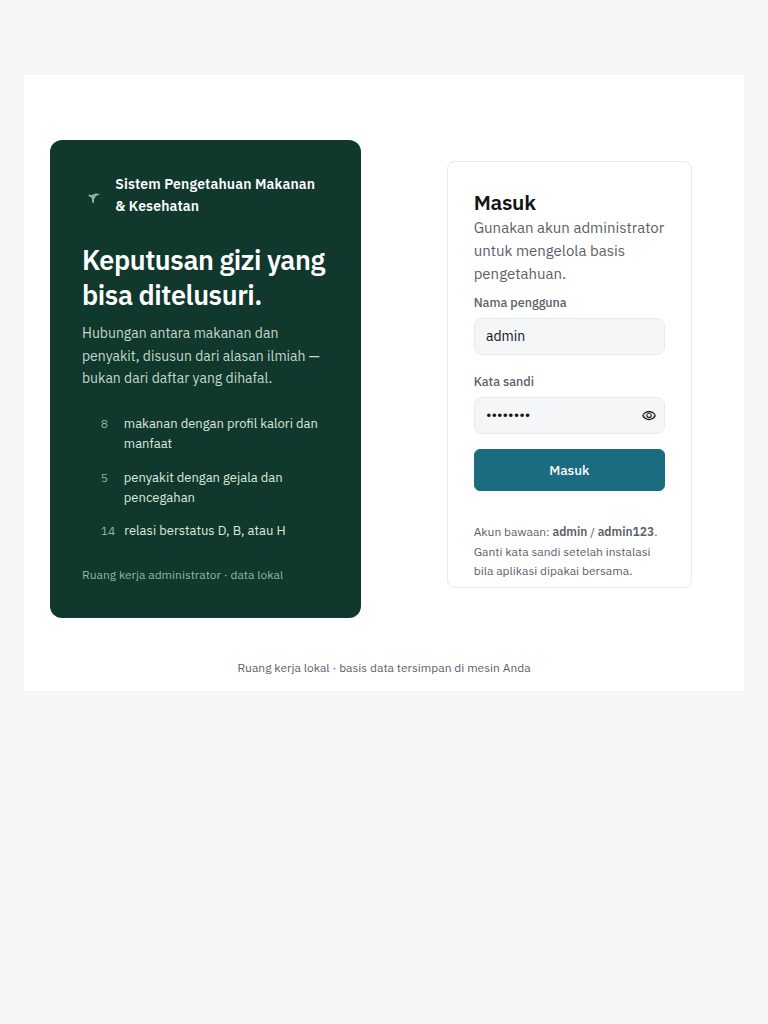 Sistem Pengetahuan Makanan
& Kesehatan
Keputusan gizi yang
bisa ditelusuri.
Hubungan antara makanan dan
penyakit, disusun dari alasan ilmiah —
bukan dari daftar yang dihafal.
8 makanan dengan profil kalori dan
manfaat
5 penyakit dengan gejala dan
pencegahan
14 relasi berstatus D, B, atau H
Ruang kerja administrator · data lokal
Masuk
Gunakan akun administrator
untuk mengelola basis
pengetahuan.
Nama pengguna
admin
Kata sandi
••••••••
Masuk
Akun bawaan: admin / admin123.
Ganti kata sandi setelah instalasi
bila aplikasi dipakai bersama.
Ruang kerja lokal · basis data tersimpan di mesin Anda